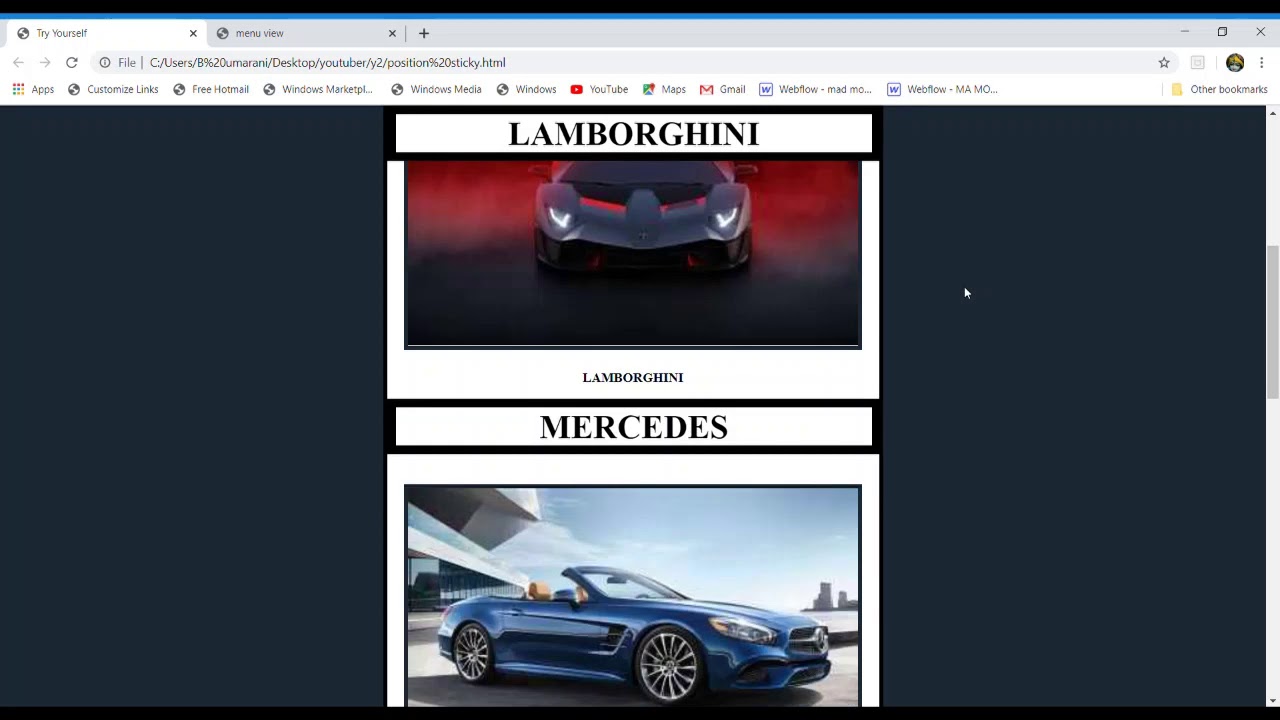 Try Yourself
menu view
File
C:/Users/B%20umarani/Desktop/youtuber/y2/position%20sticky.html
Apps
Customize Links
Free Hotmail
Windows Marketpl...
Windows Media
Windows
YouTube
Maps
Gmail
Webflow - mad mo...
Webflow - MA MO...
Other bookmarks
LAMBORGHINI
LAMBORGHINI
MERCEDES